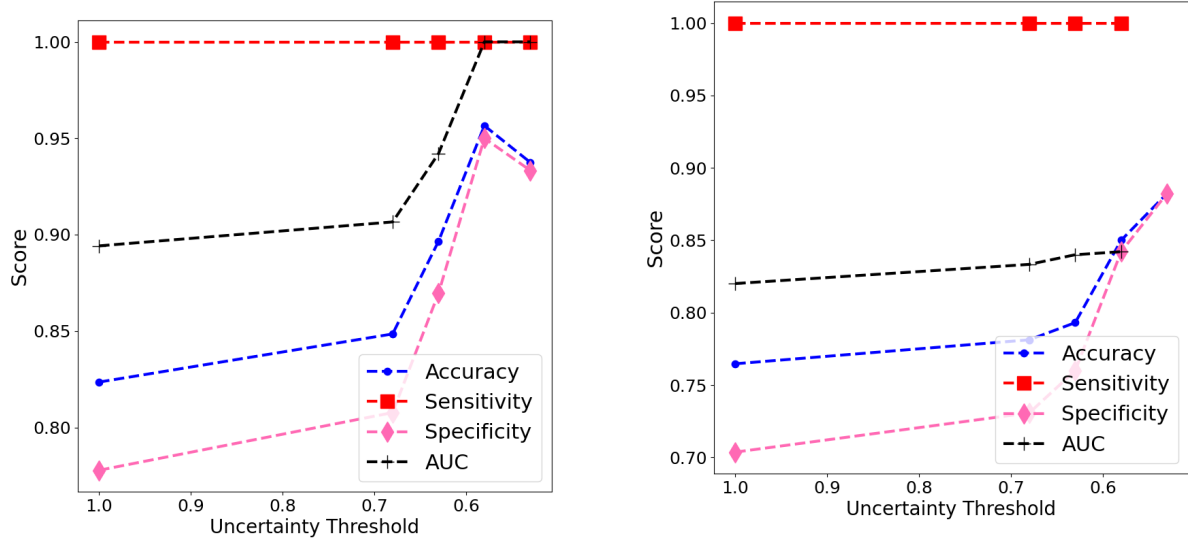 Score
1.00
0.95
0.90
0.85
0.80
1.0
0.9
0.8
0.7
0.6
Uncertainty Threshold
Accuracy
Sensitivity
Specificity
AUC
Score
1.00
0.95
0.90
0.85
0.80
0.75
0.70
1.0
0.9
0.8
0.7
0.6
Uncertainty Threshold
Accuracy
Sensitivity
Specificity
AUC